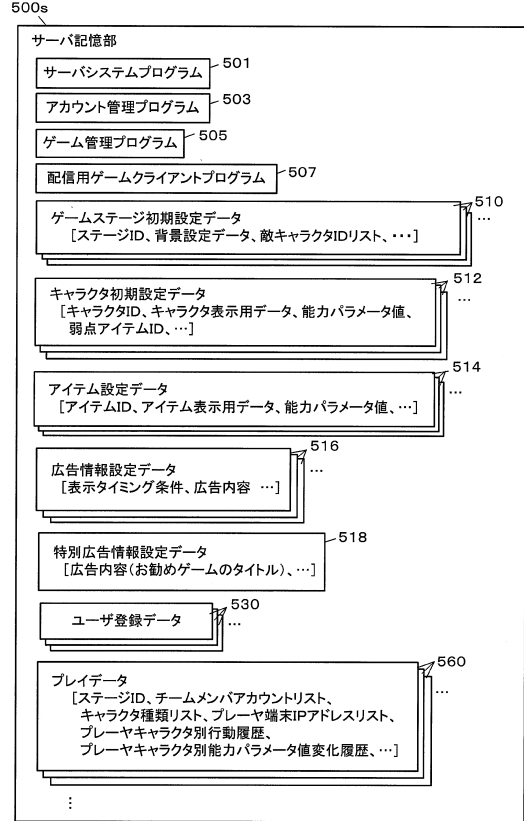 500s
サーバ記憶部
サーバシステムプログラム 501
アカウント管理プログラム 503
ゲーム管理プログラム 505
配信用ゲームクライアントプログラム 507
510
ゲームステージ初期設定データ …
[ステージID、背景設定データ、敵キャラクタIDリスト、・・・]
512
キャラクタ初期設定データ …
[キャラクタID、キャラクタ表示用データ、能力パラメータ値、
弱点アイテムID、…]
514
アイテム設定データ …
[アイテムID、アイテム表示用データ、能力パラメータ値、…]
516
広告情報設定データ …
[表示タイミング条件、広告内容 …]
518
特別広告情報設定データ
[広告内容(お勧めゲームのタイトル)、…]
530
ユーザ登録データ …
560
プレイデータ …
[ステージID、チームメンバアカウントリスト、
キャラクタ種類リスト、プレーヤ端末IPアドレスリスト、
プレーヤキャラクタ別行動履歴、
プレーヤキャラクタ別能力パラメータ値変化履歴、…]
⋮